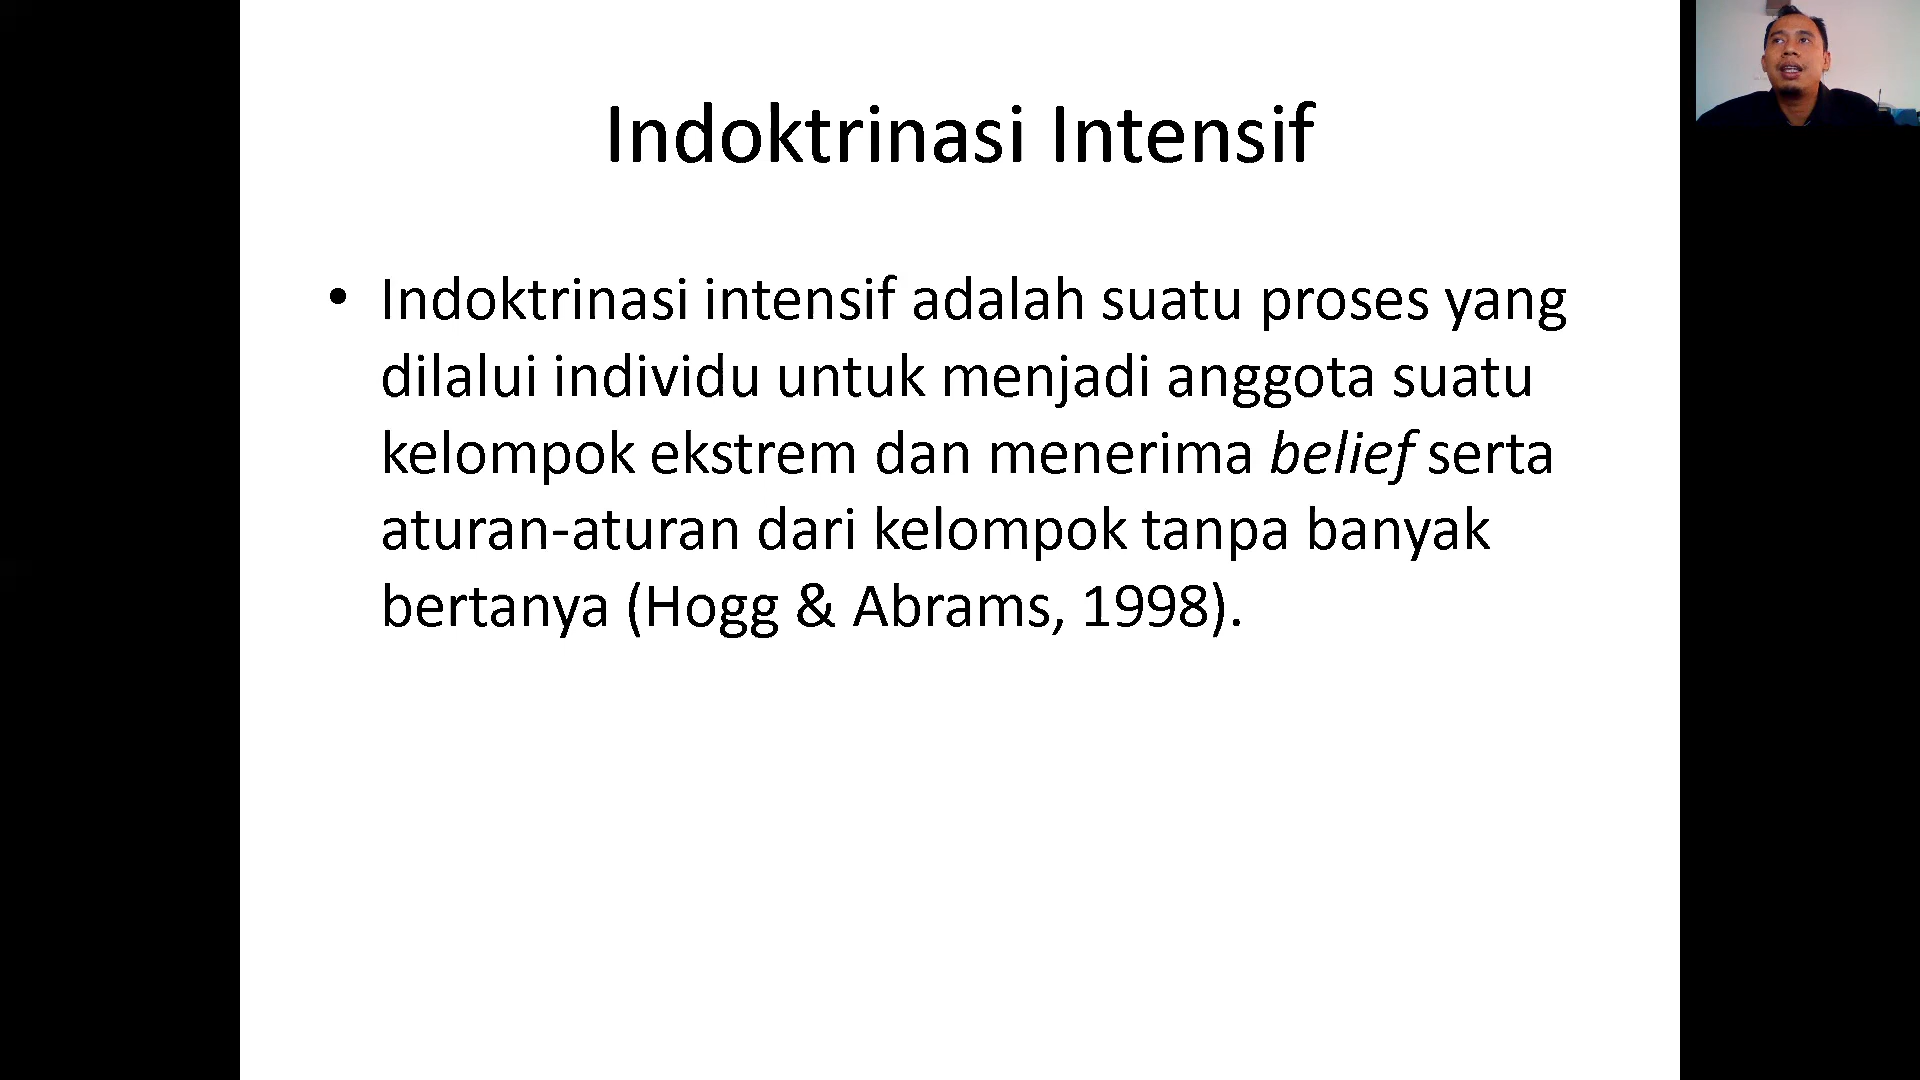 Indoktrinasi Intensif
• Indoktrinasi intensif adalah suatu proses yang
dilalui individu untuk menjadi anggota suatu
kelompok ekstrem dan menerima belief serta
aturan-aturan dari kelompok tanpa banyak
bertanya (Hogg & Abrams, 1998).